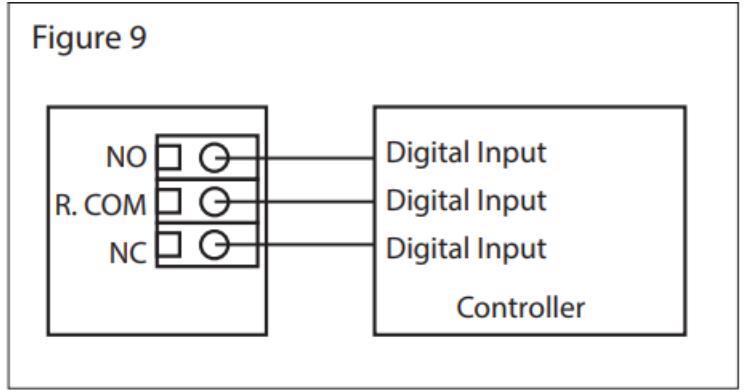 Figure 9
NO
Digital Input
R. COM
Digital Input
NC
Digital Input
Controller